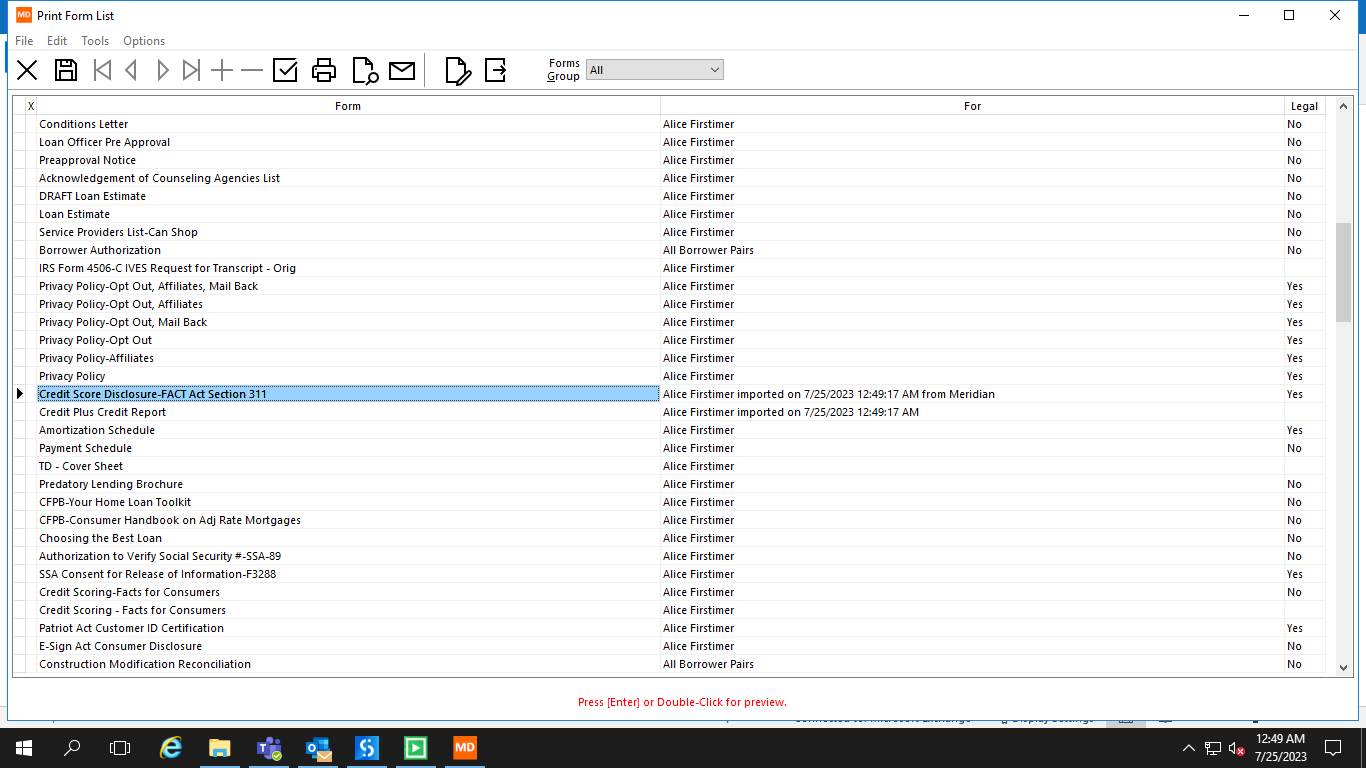 MD Print Form List
File Edit Tools Options
Forms Group All
X Form For Legal
Conditions Letter Alice Firstimer No
Loan Officer Pre Approval Alice Firstimer No
Preapproval Notice Alice Firstimer No
Acknowledgement of Counseling Agencies List Alice Firstimer No
DRAFT Loan Estimate Alice Firstimer No
Loan Estimate Alice Firstimer No
Service Providers List-Can Shop Alice Firstimer No
Borrower Authorization All Borrower Pairs No
IRS Form 4506-C IVES Request for Transcript - Orig Alice Firstimer
Privacy Policy-Opt Out, Affiliates, Mail Back Alice Firstimer Yes
Privacy Policy-Opt Out, Affiliates Alice Firstimer Yes
Privacy Policy-Opt Out, Mail Back Alice Firstimer Yes
Privacy Policy-Opt Out Alice Firstimer Yes
Privacy Policy-Affiliates Alice Firstimer Yes
Privacy Policy Alice Firstimer Yes
Credit Score Disclosure-FACT Act Section 311 Alice Firstimer imported on 7/25/2023 12:49:17 AM from Meridian Yes
Credit Plus Credit Report Alice Firstimer imported on 7/25/2023 12:49:17 AM
Amortization Schedule Alice Firstimer Yes
Payment Schedule Alice Firstimer No
TD - Cover Sheet Alice Firstimer
Predatory Lending Brochure Alice Firstimer No
CFPB-Your Home Loan Toolkit Alice Firstimer No
CFPB-Consumer Handbook on Adj Rate Mortgages Alice Firstimer No
Choosing the Best Loan Alice Firstimer No
Authorization to Verify Social Security #-SSA-89 Alice Firstimer No
SSA Consent for Release of Information-F3288 Alice Firstimer Yes
Credit Scoring-Facts for Consumers Alice Firstimer No
Credit Scoring - Facts for Consumers Alice Firstimer
Patriot Act Customer ID Certification Alice Firstimer Yes
E-Sign Act Consumer Disclosure Alice Firstimer No
Construction Modification Reconciliation All Borrower Pairs No
Press [Enter] or Double-Click for preview.
MD
12:49 AM
7/25/2023